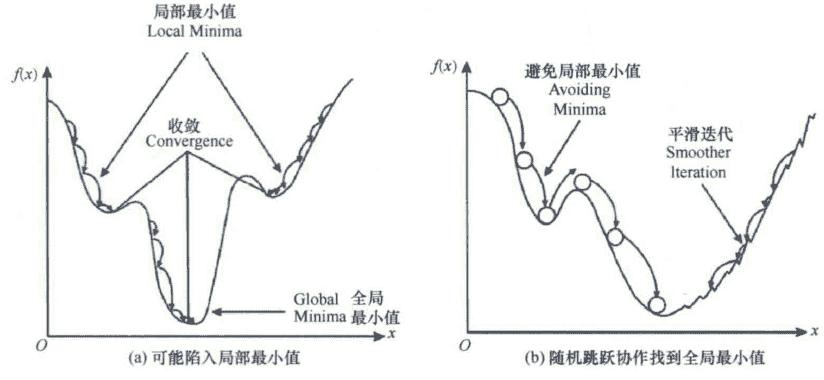 局部最小值
Local Minima
f(x)
收敛
Convergence
Global 全局
Minima 最小值
x
O
(a) 可能陷入局部最小值
f(x)
避免局部最小值
Avoiding
Minima
平滑迭代
Smoother
Iteration
x
O
(b) 随机跳跃协作找到全局最小值